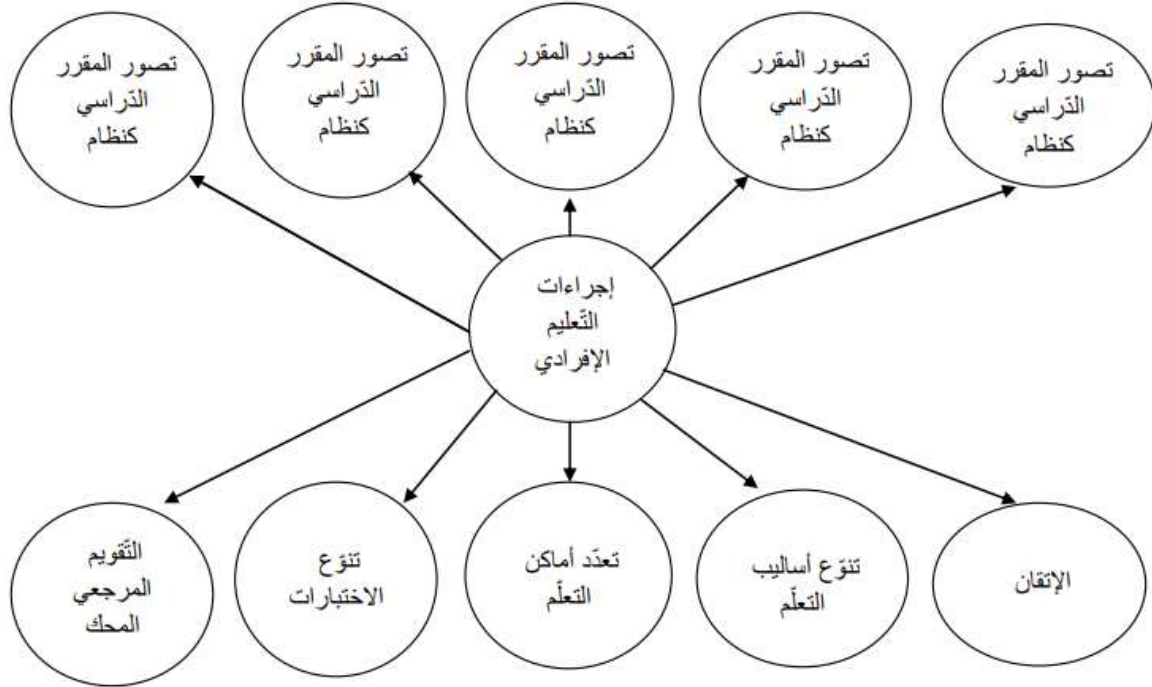 تصور المقرر
الدّراسي
كنظام
تصور المقرر
الدّراسي
كنظام
تصور المقرر
الدّراسي
كنظام
تصور المقرر
الدّراسي
كنظام
تصور المقرر
الدّراسي
كنظام
إجراءات
التّعليم
الإفرادي
الإتقان
تنوّع أساليب
التعلّم
تعدّد أماكن
التعلّم
تنوّع
الاختبارات
التّقويم
المرجعي
المحك